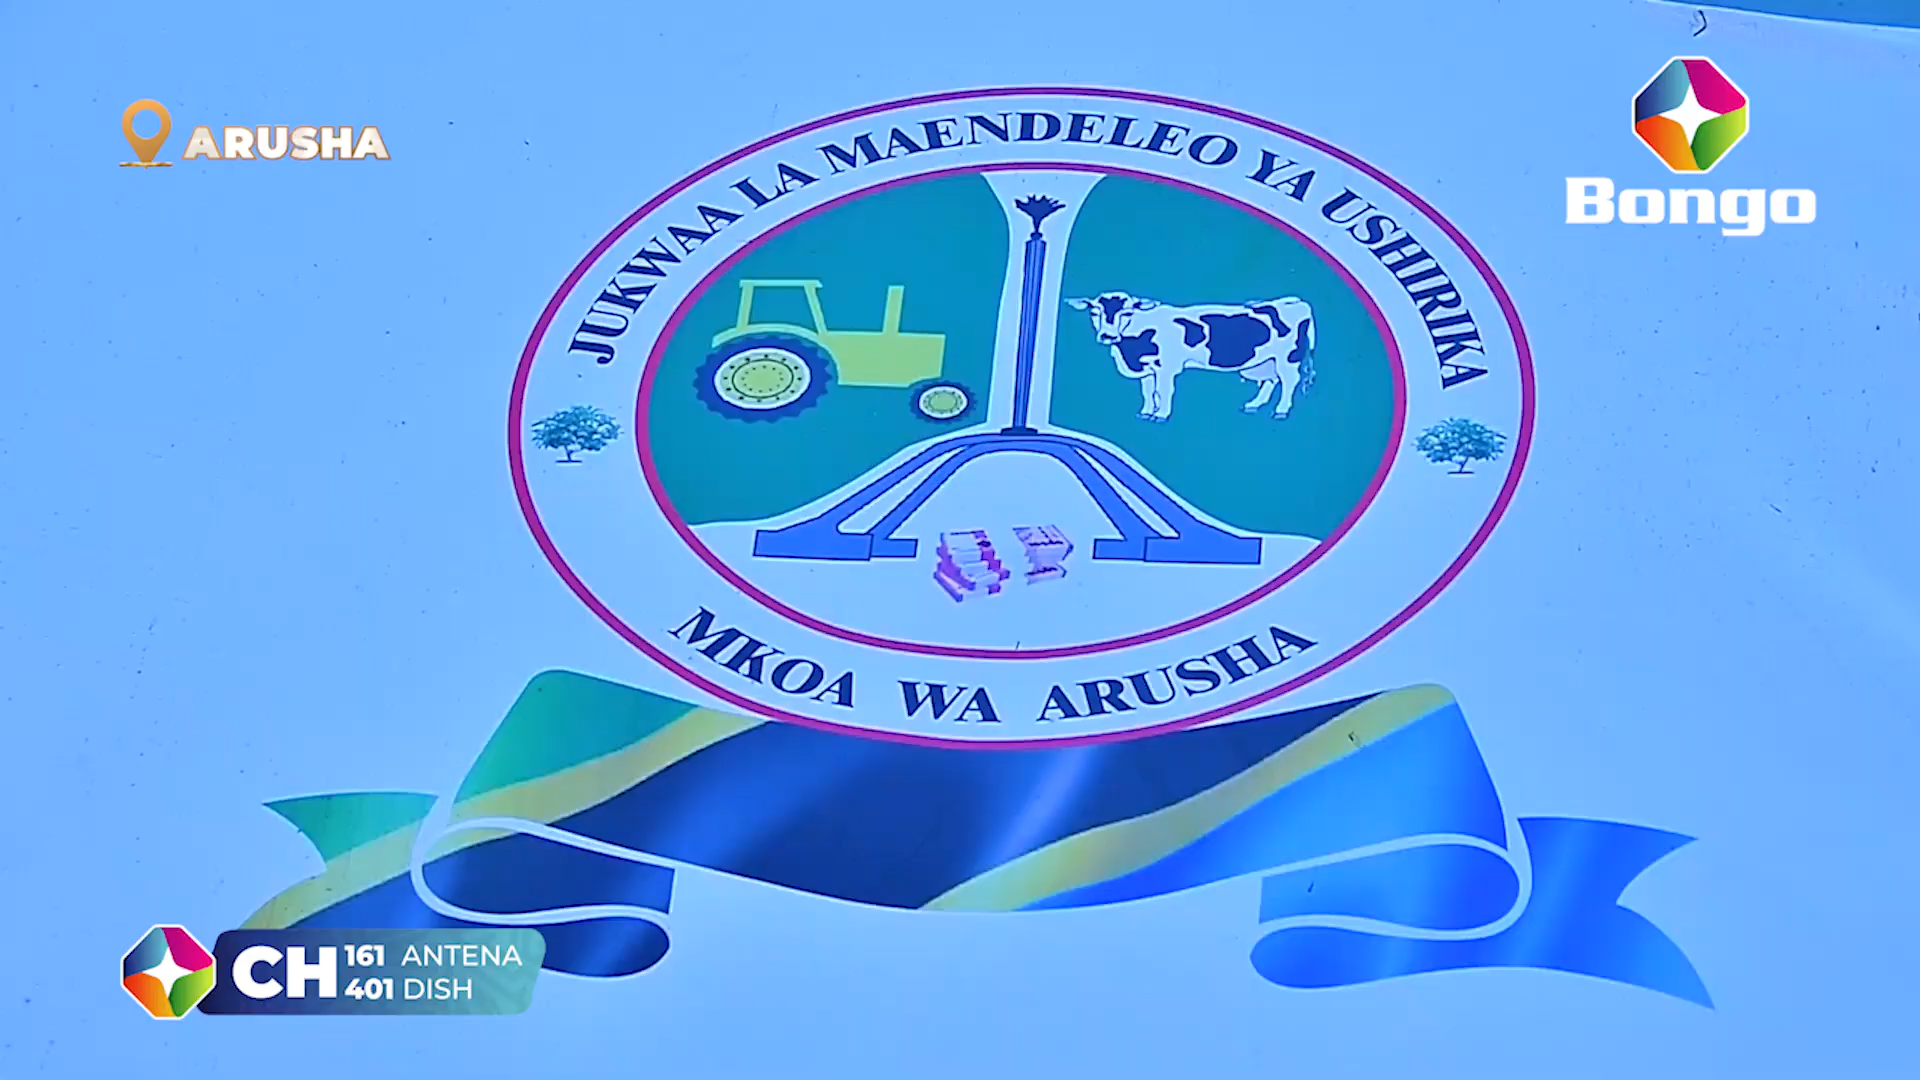 ARUSHA
Bongo
JUKWAA LA MAENDELEO YA USHIRIKA
MKOA WA ARUSHA
CH 161 ANTENA
401 DISH